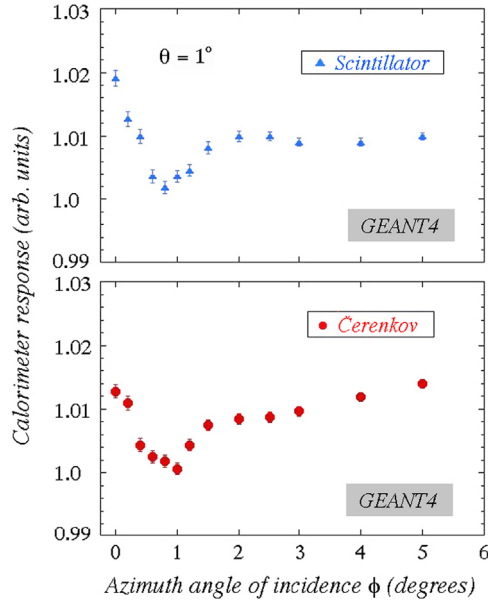 1.03
θ = 1°
Scintillator
1.02
1.01
1.0
GEANT4
0.99
1.03
Čerenkov
1.02
1.01
1.0
GEANT4
0.99
0 1 2 3 4 5 6
Calorimeter response (arb. units)
Azimuth angle of incidence ϕ (degrees)